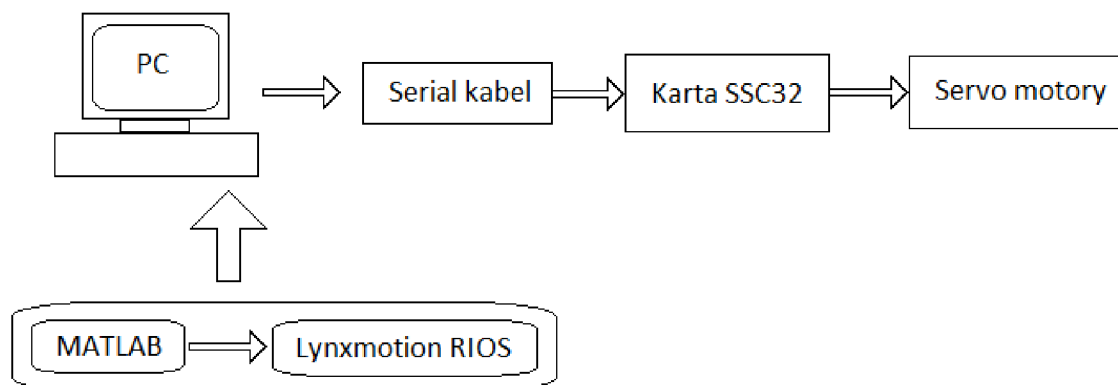 PC
Serial kabel
Karta SSC32
Servo motory
MATLAB
Lynxmotion RIOS